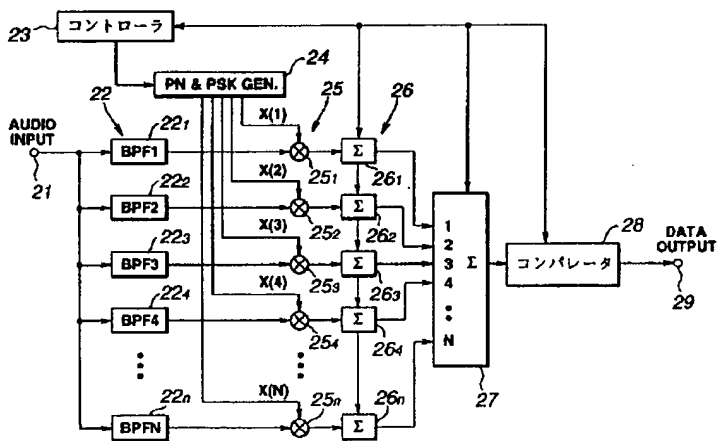 23
コントローラ
24
PN & PSK GEN.
22
25
26
AUDIO
INPUT
21
X(1)
BPF1
22₁
25₁
Σ
26₁
X(2)
BPF2
22₂
25₂
Σ
26₂
X(3)
BPF3
22₃
25₃
Σ
26₃
X(4)
BPF4
22₄
25₄
Σ
26₄
X(N)
BPFN
22n
25n
Σ
26n
1
2
3
4
N
Σ
27
コンパレータ
28
DATA
OUTPUT
29